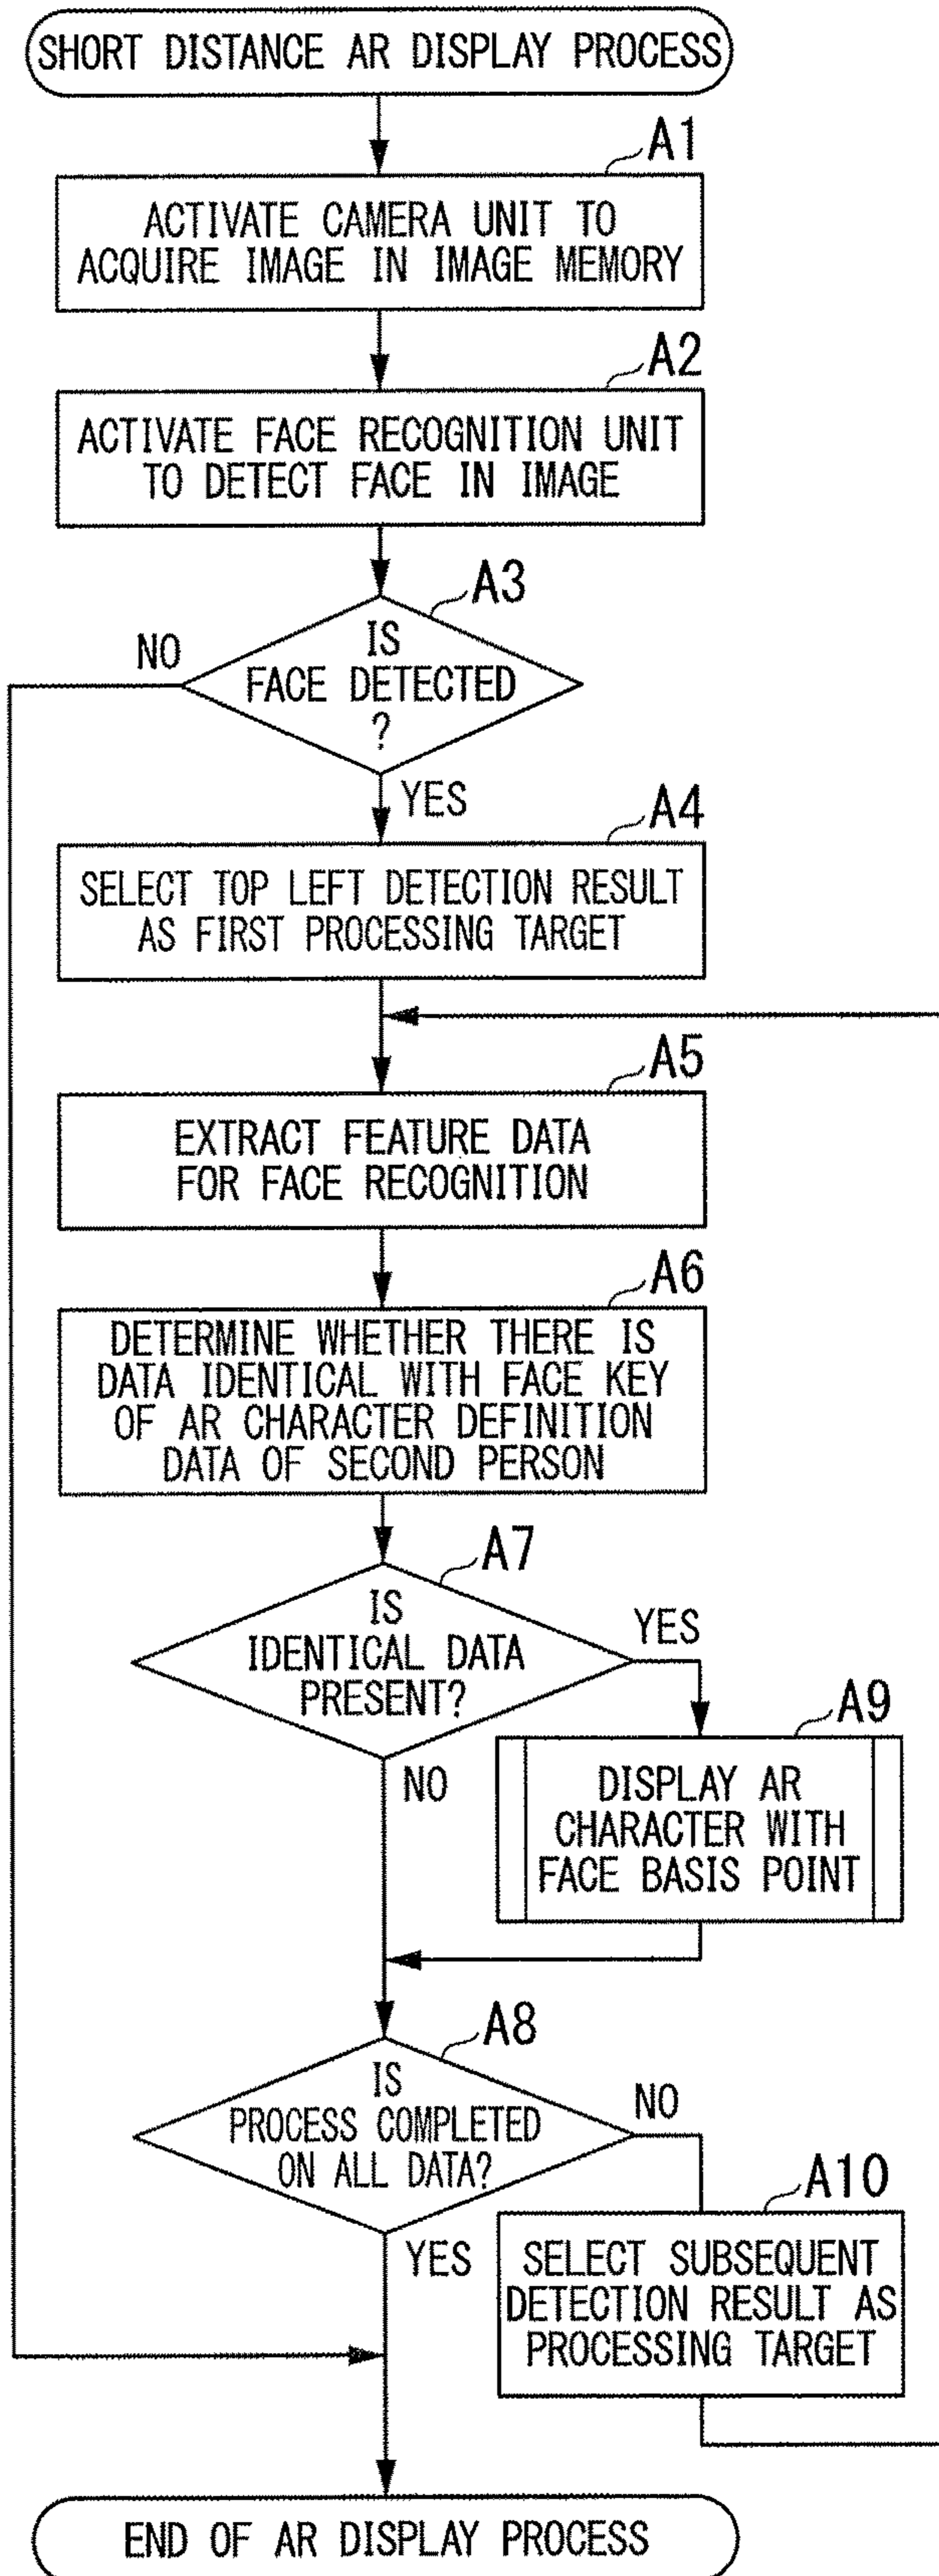 SHORT DISTANCE AR DISPLAY PROCESS
A1
ACTIVATE CAMERA UNIT TO
ACQUIRE IMAGE IN IMAGE MEMORY
A2
ACTIVATE FACE RECOGNITION UNIT
TO DETECT FACE IN IMAGE
A3
IS
FACE DETECTED
?
NO
YES
A4
SELECT TOP LEFT DETECTION RESULT
AS FIRST PROCESSING TARGET
A5
EXTRACT FEATURE DATA
FOR FACE RECOGNITION
A6
DETERMINE WHETHER THERE IS
DATA IDENTICAL WITH FACE KEY
OF AR CHARACTER DEFINITION
DATA OF SECOND PERSON
A7
IS
IDENTICAL DATA
PRESENT?
YES
NO
A9
DISPLAY AR
CHARACTER WITH
FACE BASIS POINT
A8
IS
PROCESS COMPLETED
ON ALL DATA?
NO
YES
A10
SELECT SUBSEQUENT
DETECTION RESULT AS
PROCESSING TARGET
END OF AR DISPLAY PROCESS